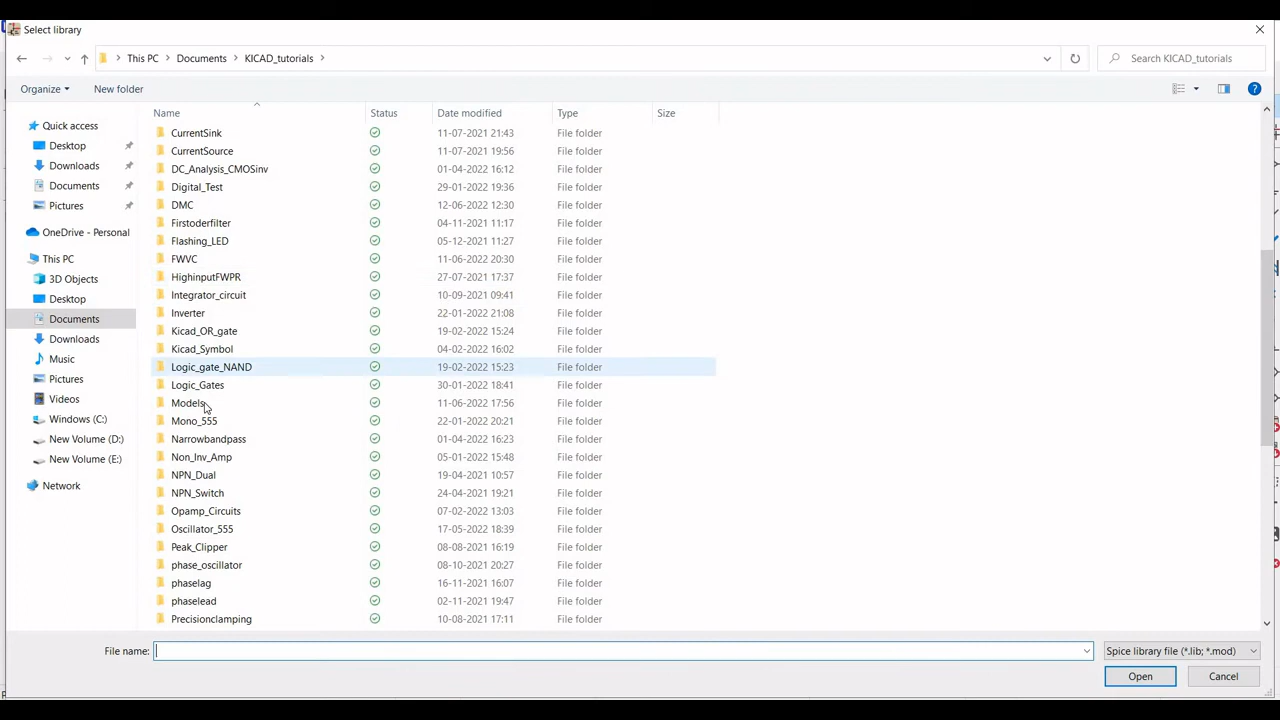 Select library
This PC
Documents
KICAD_tutorials
Search KICAD_tutorials
Organize
New folder
Name Status Date modified Type Size
Quick access
Desktop
Downloads
Documents
Pictures
OneDrive - Personal
This PC
3D Objects
Desktop
Documents
Downloads
Music
Pictures
Videos
Windows (C:)
New Volume (D:)
New Volume (E:)
Network
CurrentSink 11-07-2021 21:43 File folder
CurrentSource 11-07-2021 19:56 File folder
DC_Analysis_CMOSinv 01-04-2022 16:12 File folder
Digital_Test 29-01-2022 19:36 File folder
DMC 12-06-2022 12:30 File folder
Firstoderfilter 04-11-2021 11:17 File folder
Flashing_LED 05-12-2021 11:27 File folder
FWVC 11-06-2022 20:30 File folder
HighinputFWPR 27-07-2021 17:37 File folder
Integrator_circuit 10-09-2021 09:41 File folder
Inverter 22-01-2022 21:08 File folder
Kicad_OR_gate 19-02-2022 15:24 File folder
Kicad_Symbol 04-02-2022 16:02 File folder
Logic_gate_NAND 19-02-2022 15:23 File folder
Logic_Gates 30-01-2022 18:41 File folder
Models 11-06-2022 17:56 File folder
Mono_555 22-01-2022 20:21 File folder
Narrowbandpass 01-04-2022 16:23 File folder
Non_Inv_Amp 05-01-2022 15:48 File folder
NPN_Dual 19-04-2021 10:57 File folder
NPN_Switch 24-04-2021 19:21 File folder
Opamp_Circuits 07-02-2022 13:03 File folder
Oscillator_555 17-05-2022 18:39 File folder
Peak_Clipper 08-08-2021 16:19 File folder
phase_oscillator 08-10-2021 20:27 File folder
phaselag 16-11-2021 16:07 File folder
phaselead 02-11-2021 19:47 File folder
Precisionclamping 10-08-2021 17:11 File folder
File name:
Spice library file (*.lib; *.mod)
Open
Cancel